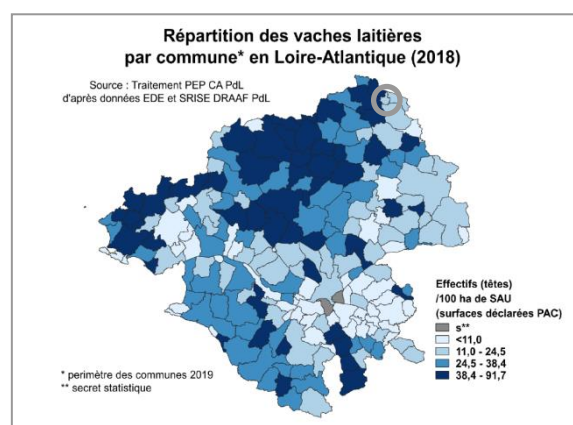 Répartition des vaches laitières
par commune* en Loire-Atlantique (2018)
Source : Traitement PEP CA PdL
d'après données EDE et SRISE DRAAF PdL
Effectifs (têtes)
/100 ha de SAU
(surfaces déclarées PAC)
s**
<11,0
11,0 - 24,5
24,5 - 38,4
38,4 - 91,7
* perimètre des communes 2019
** secret statistique